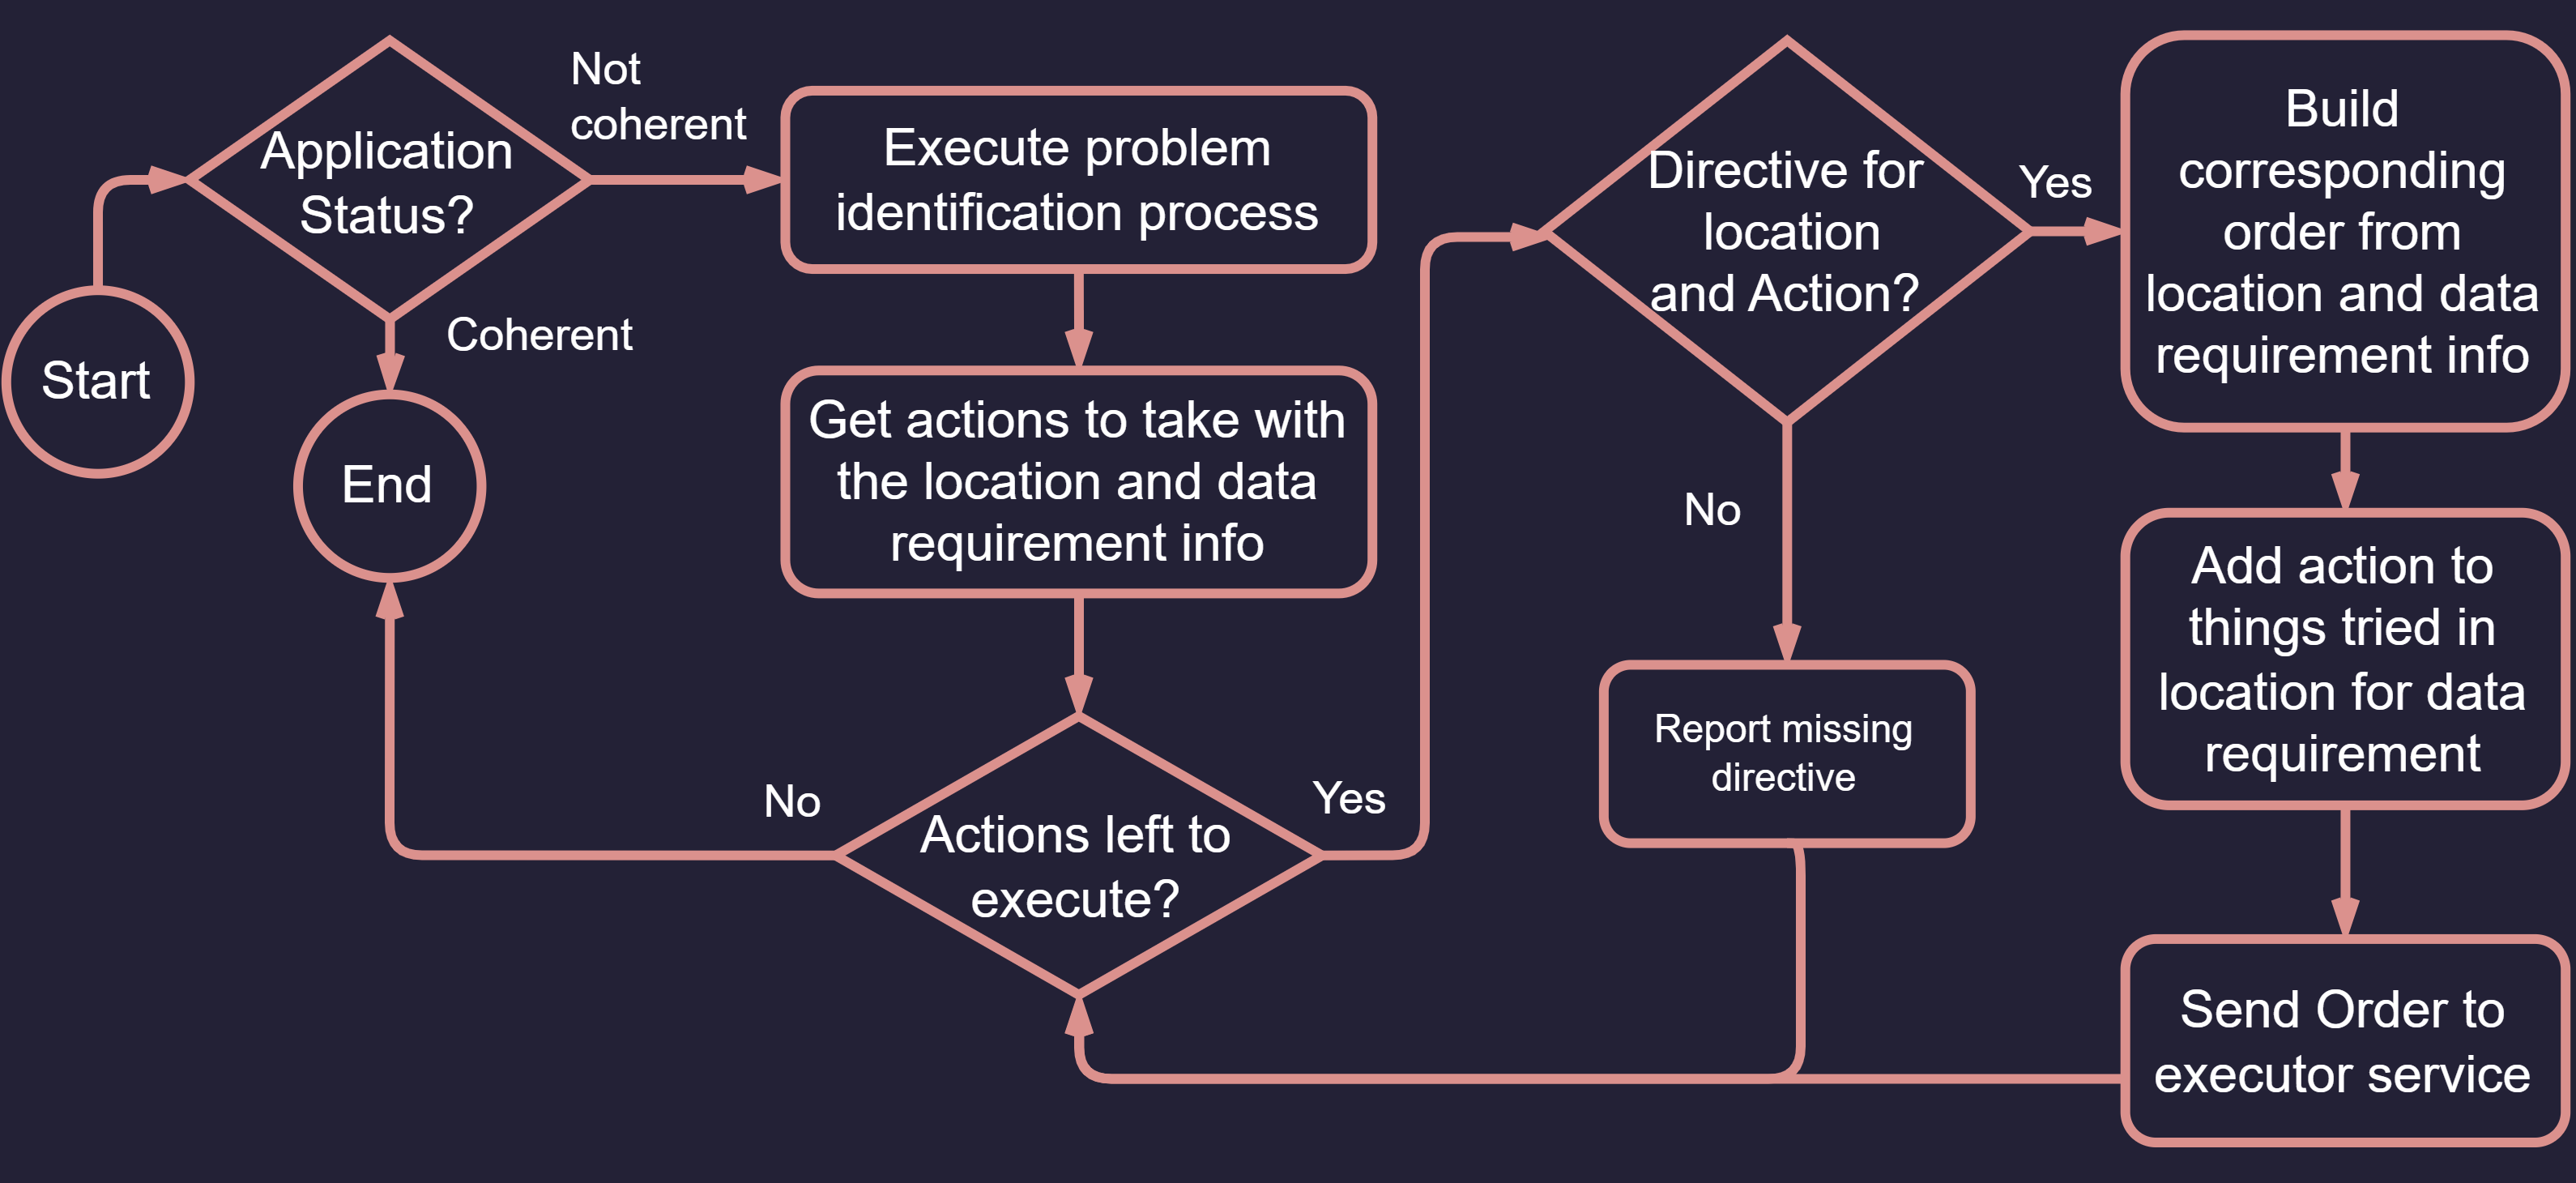 Start
Application
Status?
Not
coherent
Coherent
End
Execute problem
identification process
Get actions to take with
the location and data
requirement info
Actions left to
execute?
No
Yes
Directive for
location
and Action?
No
Yes
Report missing
directive
Build
corresponding
order from
location and data
requirement info
Add action to
things tried in
location for data
requirement
Send Order to
executor service